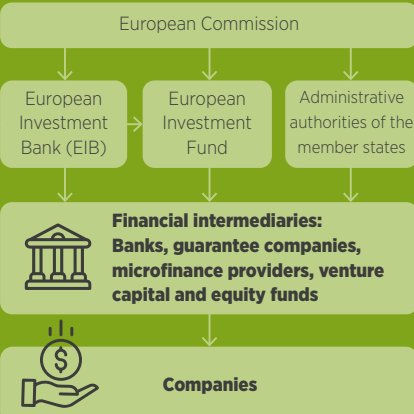 European Commission
European
Investment
Bank (EIB)
European
Investment
Fund
Administrative
authorities of the
member states
Financial intermediaries:
Banks, guarantee companies,
microfinance providers, venture
capital and equity funds
$
Companies